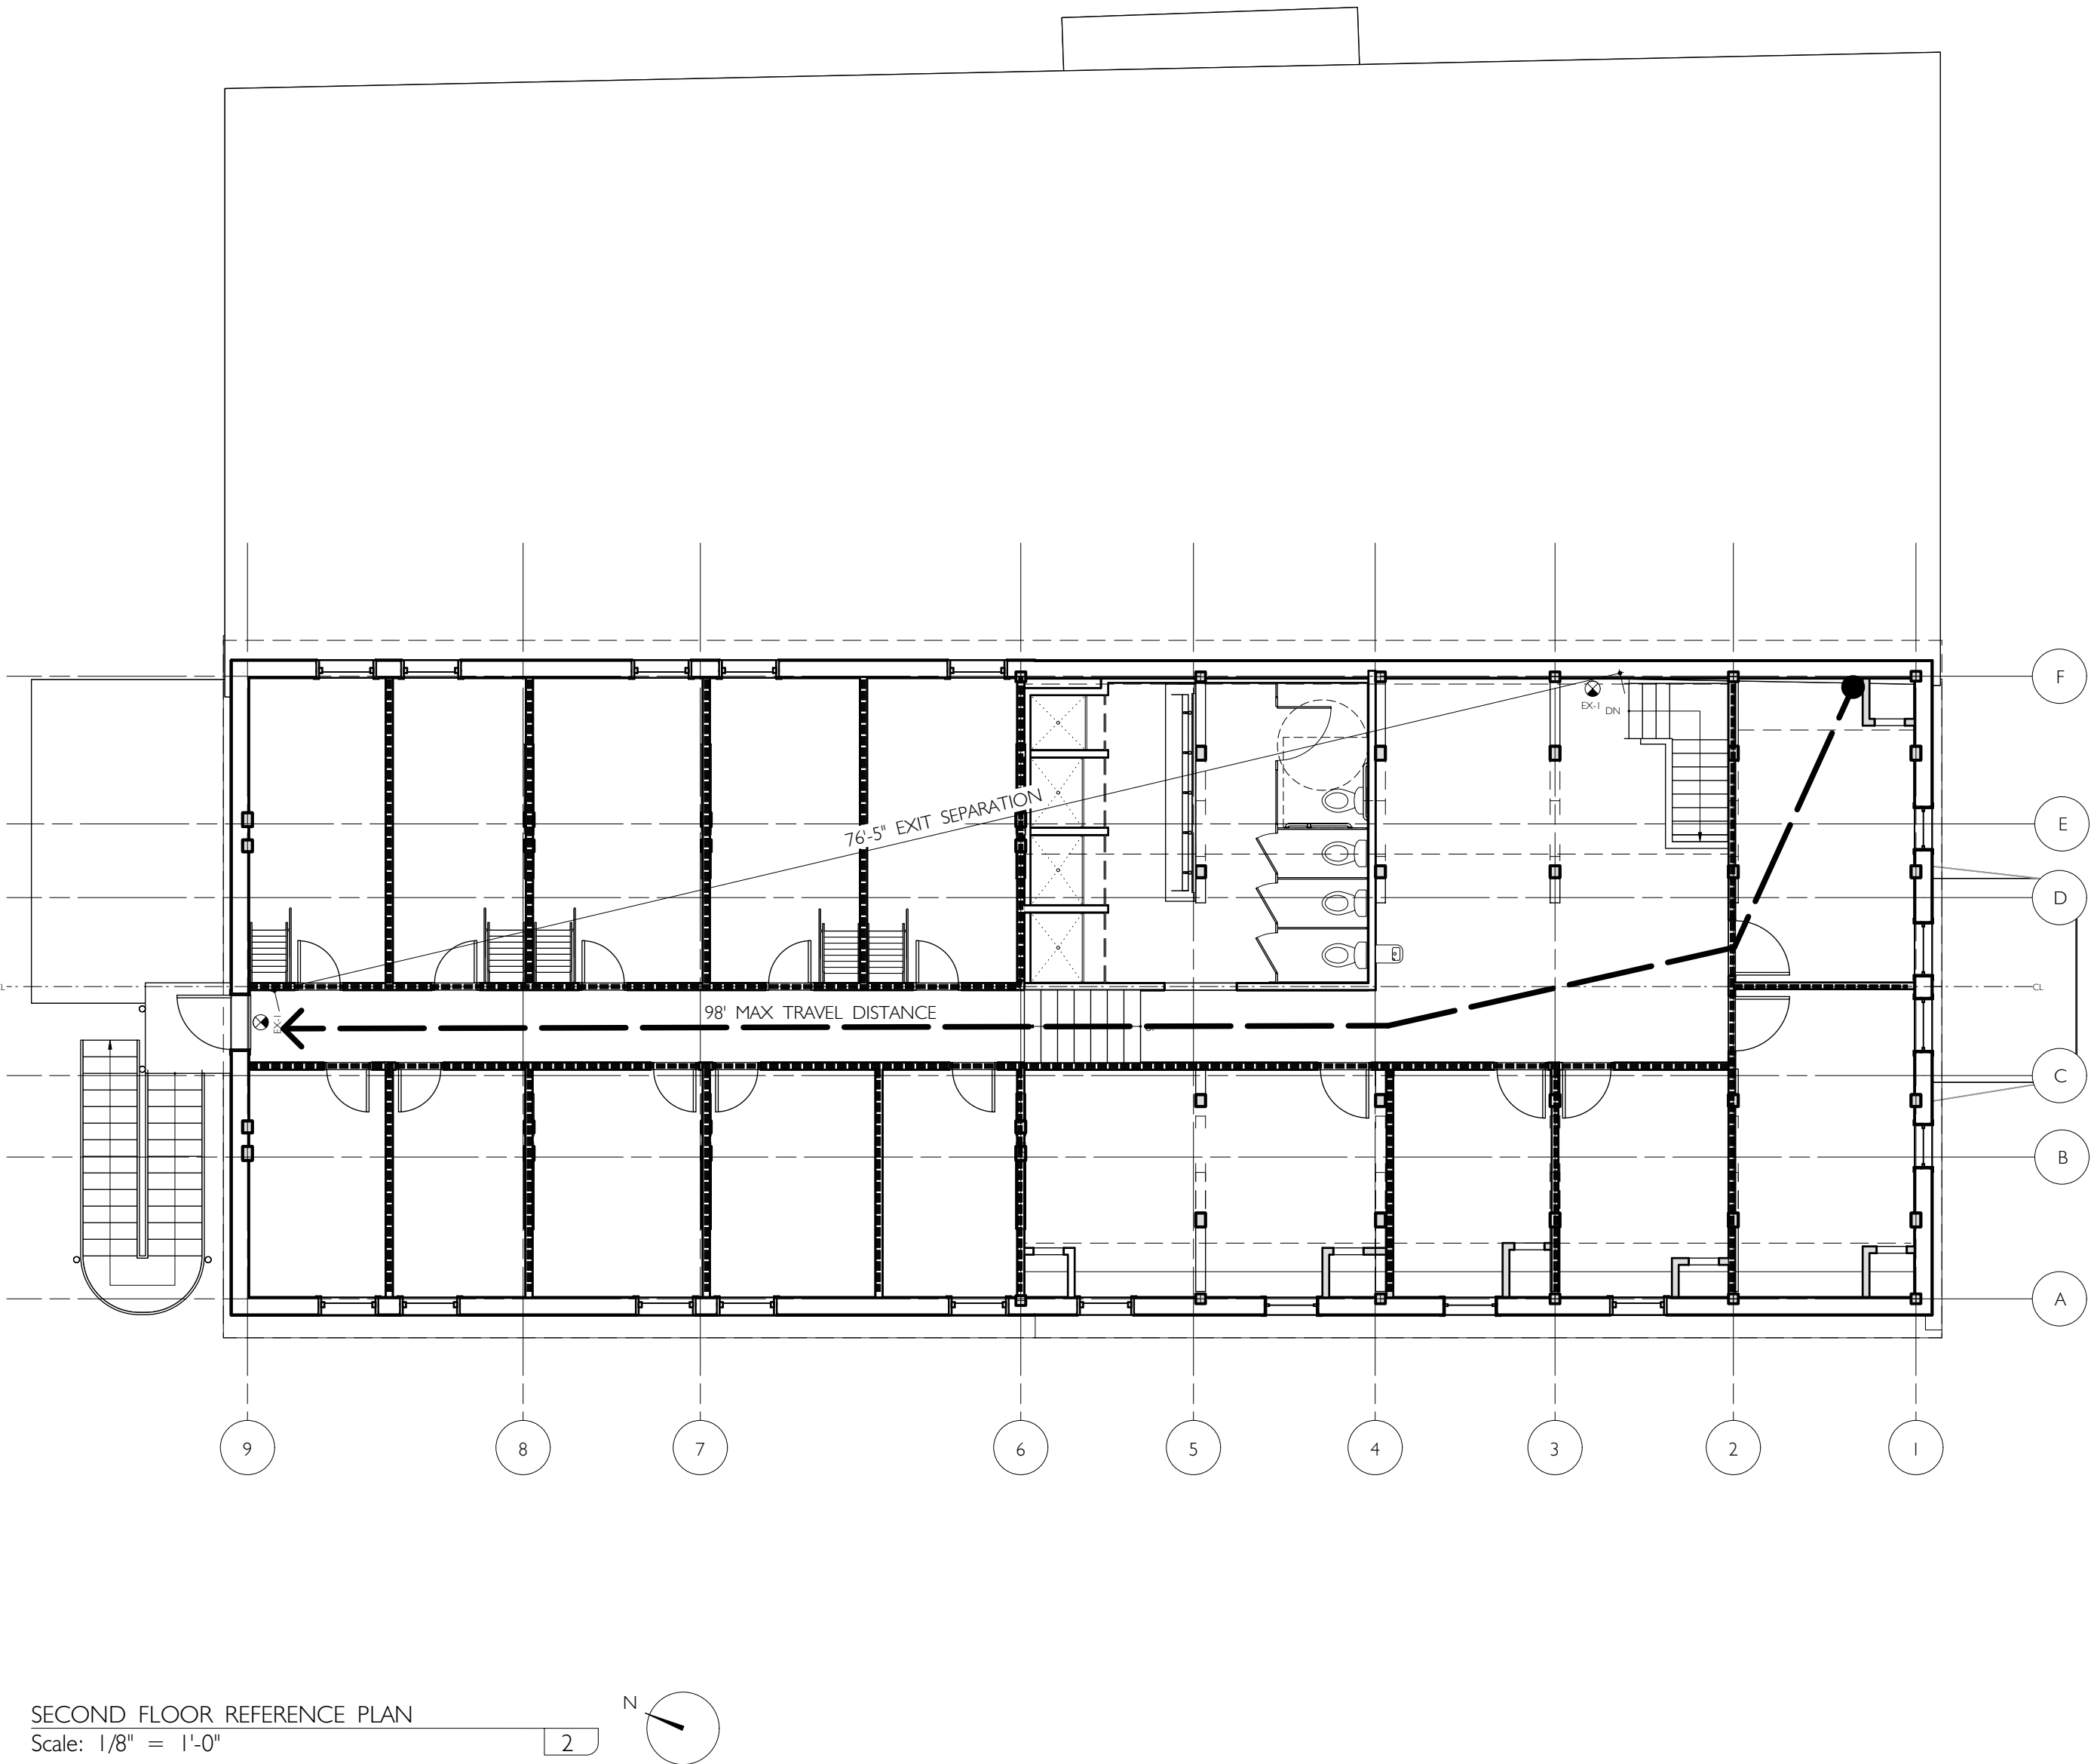 EX-1
DN
76'-5" EXIT SEPARATION
F
E
D
CL
98' MAX TRAVEL DISTANCE
EX-1
C
B
A
9
8
7
6
5
4
3
2
1
N
SECOND FLOOR REFERENCE PLAN
Scale: 1/8" = 1'-0"
2